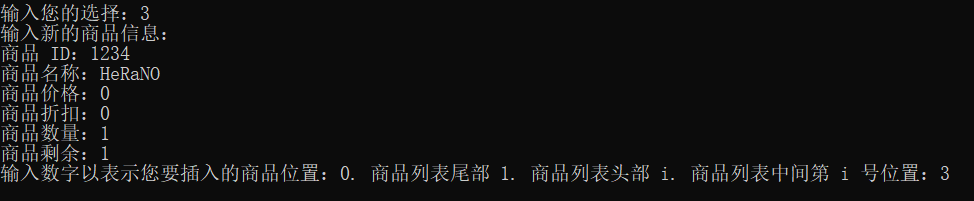 输入您的选择：3
输入新的商品信息：
商品 ID：1234
商品名称：HeRaNO
商品价格：0
商品折扣：0
商品数量：1
商品剩余：1
输入数字以表示您要插入的商品位置：0. 商品列表尾部 1. 商品列表头部 i. 商品列表中间第 i 号位置：3